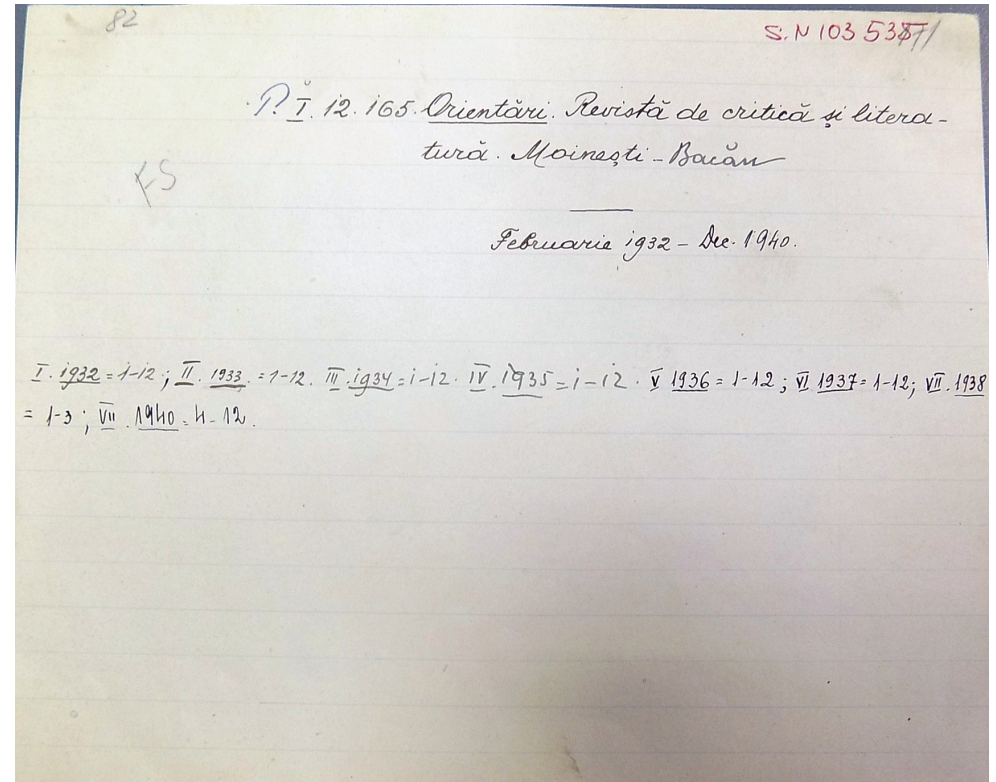 82
S.N 103 537
P. I. 12.165. Orientări. Revistă de critică și litera-
tură. Moinești - Bacău
FS
Februarie 1932 - Dec. 1940.
I. 1932 = 1-12; II. 1933. = 1-12. III. 1934 = 1-12. IV. 1935 = 1-12. V 1936 = 1-12; VI 1937 = 1-12; VII. 1938
= 1-3; VII. 1940 = 4-12.